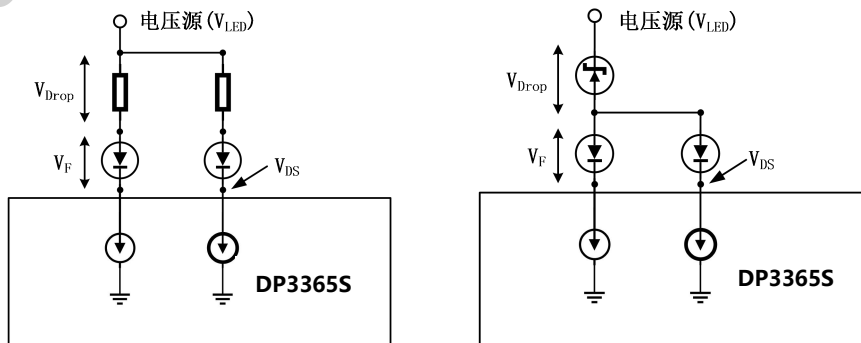 电压源(VLED)
VDrop
VF
VDS
DP3365S
电压源(VLED)
VDrop
VF
VDS
DP3365S